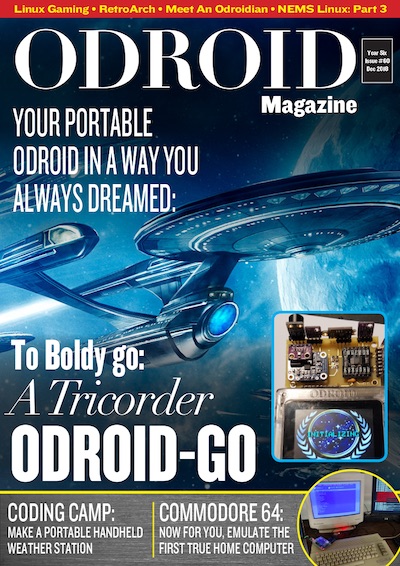 Linux Gaming • RetroArch • Meet An Odroidian • NEMS Linux: Part 3
ODROID
Year Six
Issue #60
Dec 2018
Magazine
YOUR PORTABLE
ODROID IN A WAY YOU
ALWAYS DREAMED:
To Boldy go:
A Tricorder
ODROID-GO
ODROID
INITIALIZING
CODING CAMP:
MAKE A PORTABLE HANDHELD
WEATHER STATION
COMMODORE 64:
NOW FOR YOU, EMULATE THE
FIRST TRUE HOME COMPUTER